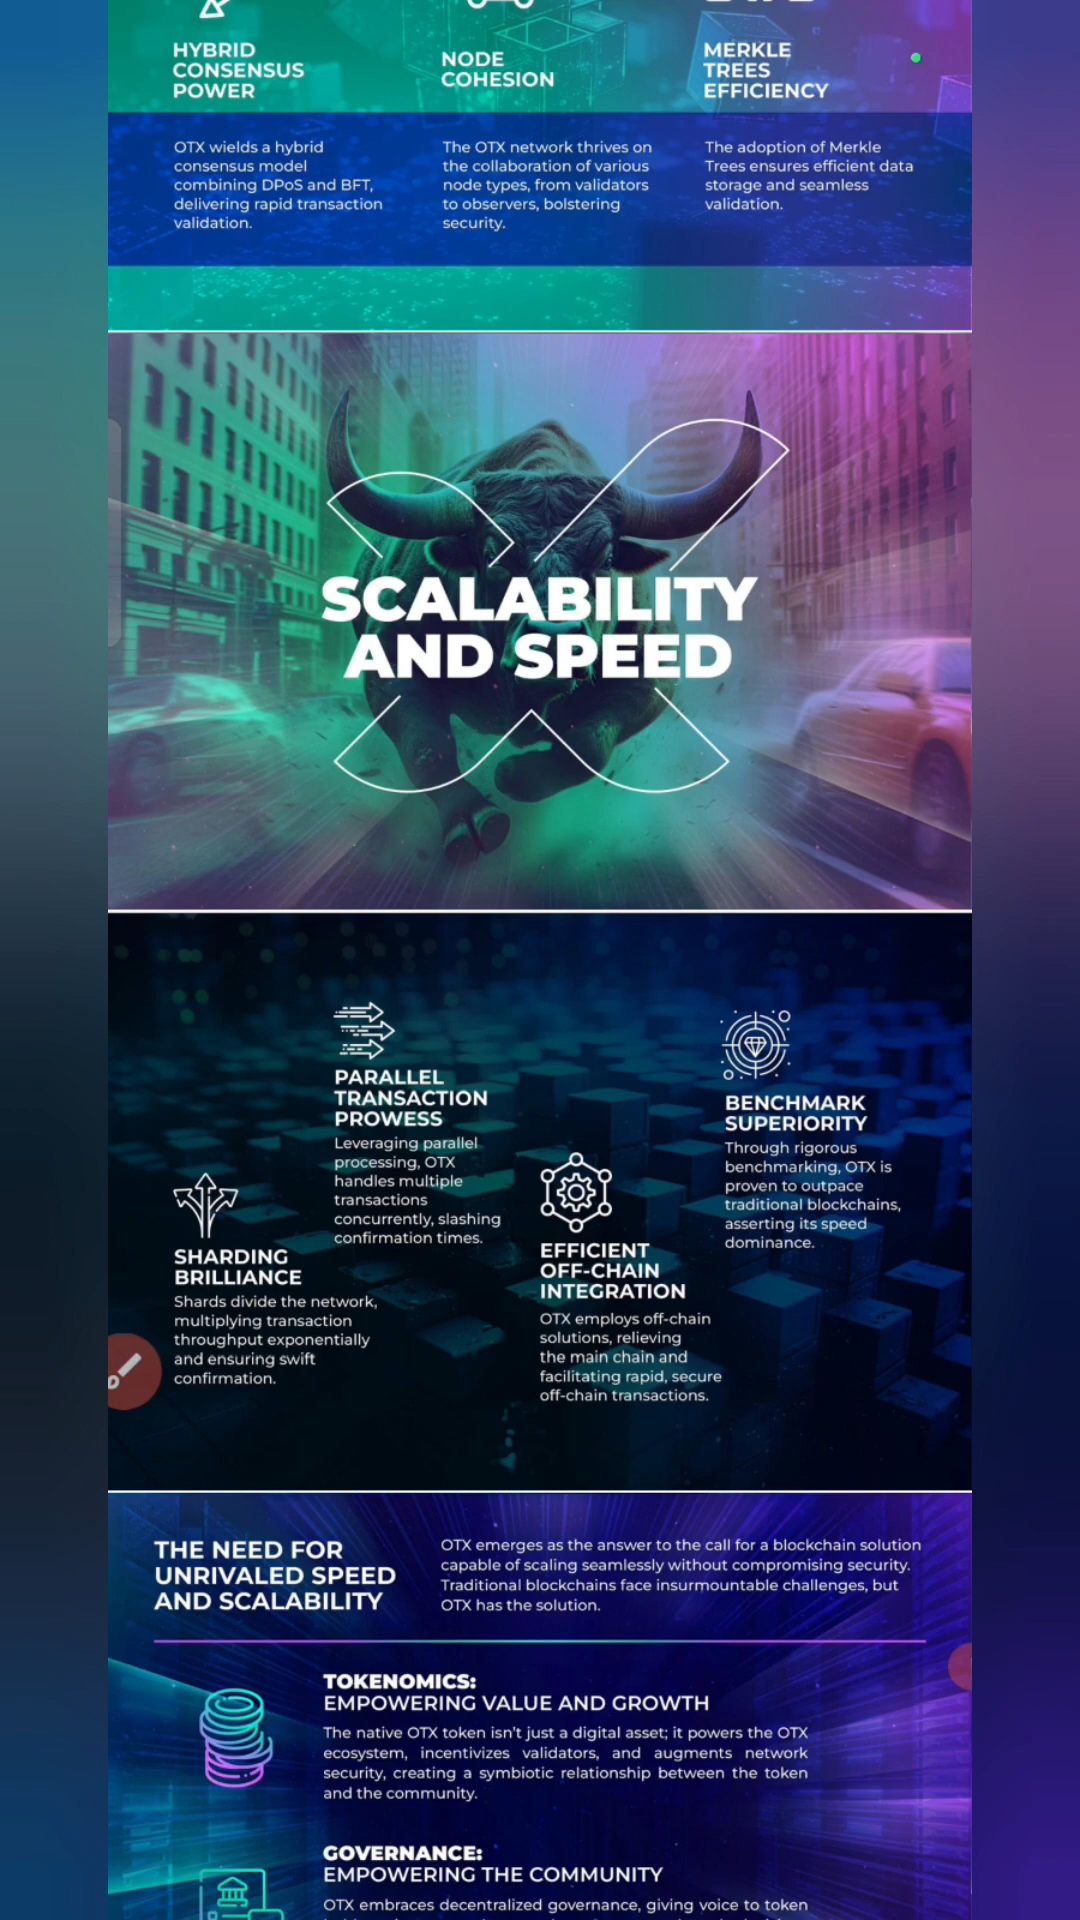 HYBRID
CONSENSUS
POWER
OTX wields a hybrid
consensus model
combining DPoS and BFT,
delivering rapid transaction
validation.
NODE
COHESION
The OTX network thrives on
the collaboration of various
node types, from validators
to observers, bolstering
security.
MERKLE
TREES
EFFICIENCY
The adoption of Merkle
Trees ensures efficient data
storage and seamless
validation.
SCALABILITY
AND SPEED
SHARDING
BRILLIANCE
Shards divide the network,
multiplying transaction
throughput exponentially
and ensuring swift
confirmation.
PARALLEL
TRANSACTION
PROWESS
Leveraging parallel
processing, OTX
handles multiple
transactions
concurrently, slashing
confirmation times.
EFFICIENT
OFF-CHAIN
INTEGRATION
OTX employs off-chain
solutions, relieving
the main chain and
facilitating rapid, secure
off-chain transactions.
BENCHMARK
SUPERIORITY
Through rigorous
benchmarking, OTX is
proven to outpace
traditional blockchains,
asserting its speed
dominance.
THE NEED FOR
UNRIVALED SPEED
AND SCALABILITY
OTX emerges as the answer to the call for a blockchain solution
capable of scaling seamlessly without compromising security.
Traditional blockchains face insurmountable challenges, but
OTX has the solution.
TOKENOMICS:
EMPOWERING VALUE AND GROWTH
The native OTX token isn't just a digital asset; it powers the OTX
ecosystem, incentivizes validators, and augments network
security, creating a symbiotic relationship between the token
and the community.
GOVERNANCE:
EMPOWERING THE COMMUNITY
OTX embraces decentralized governance, giving voice to token